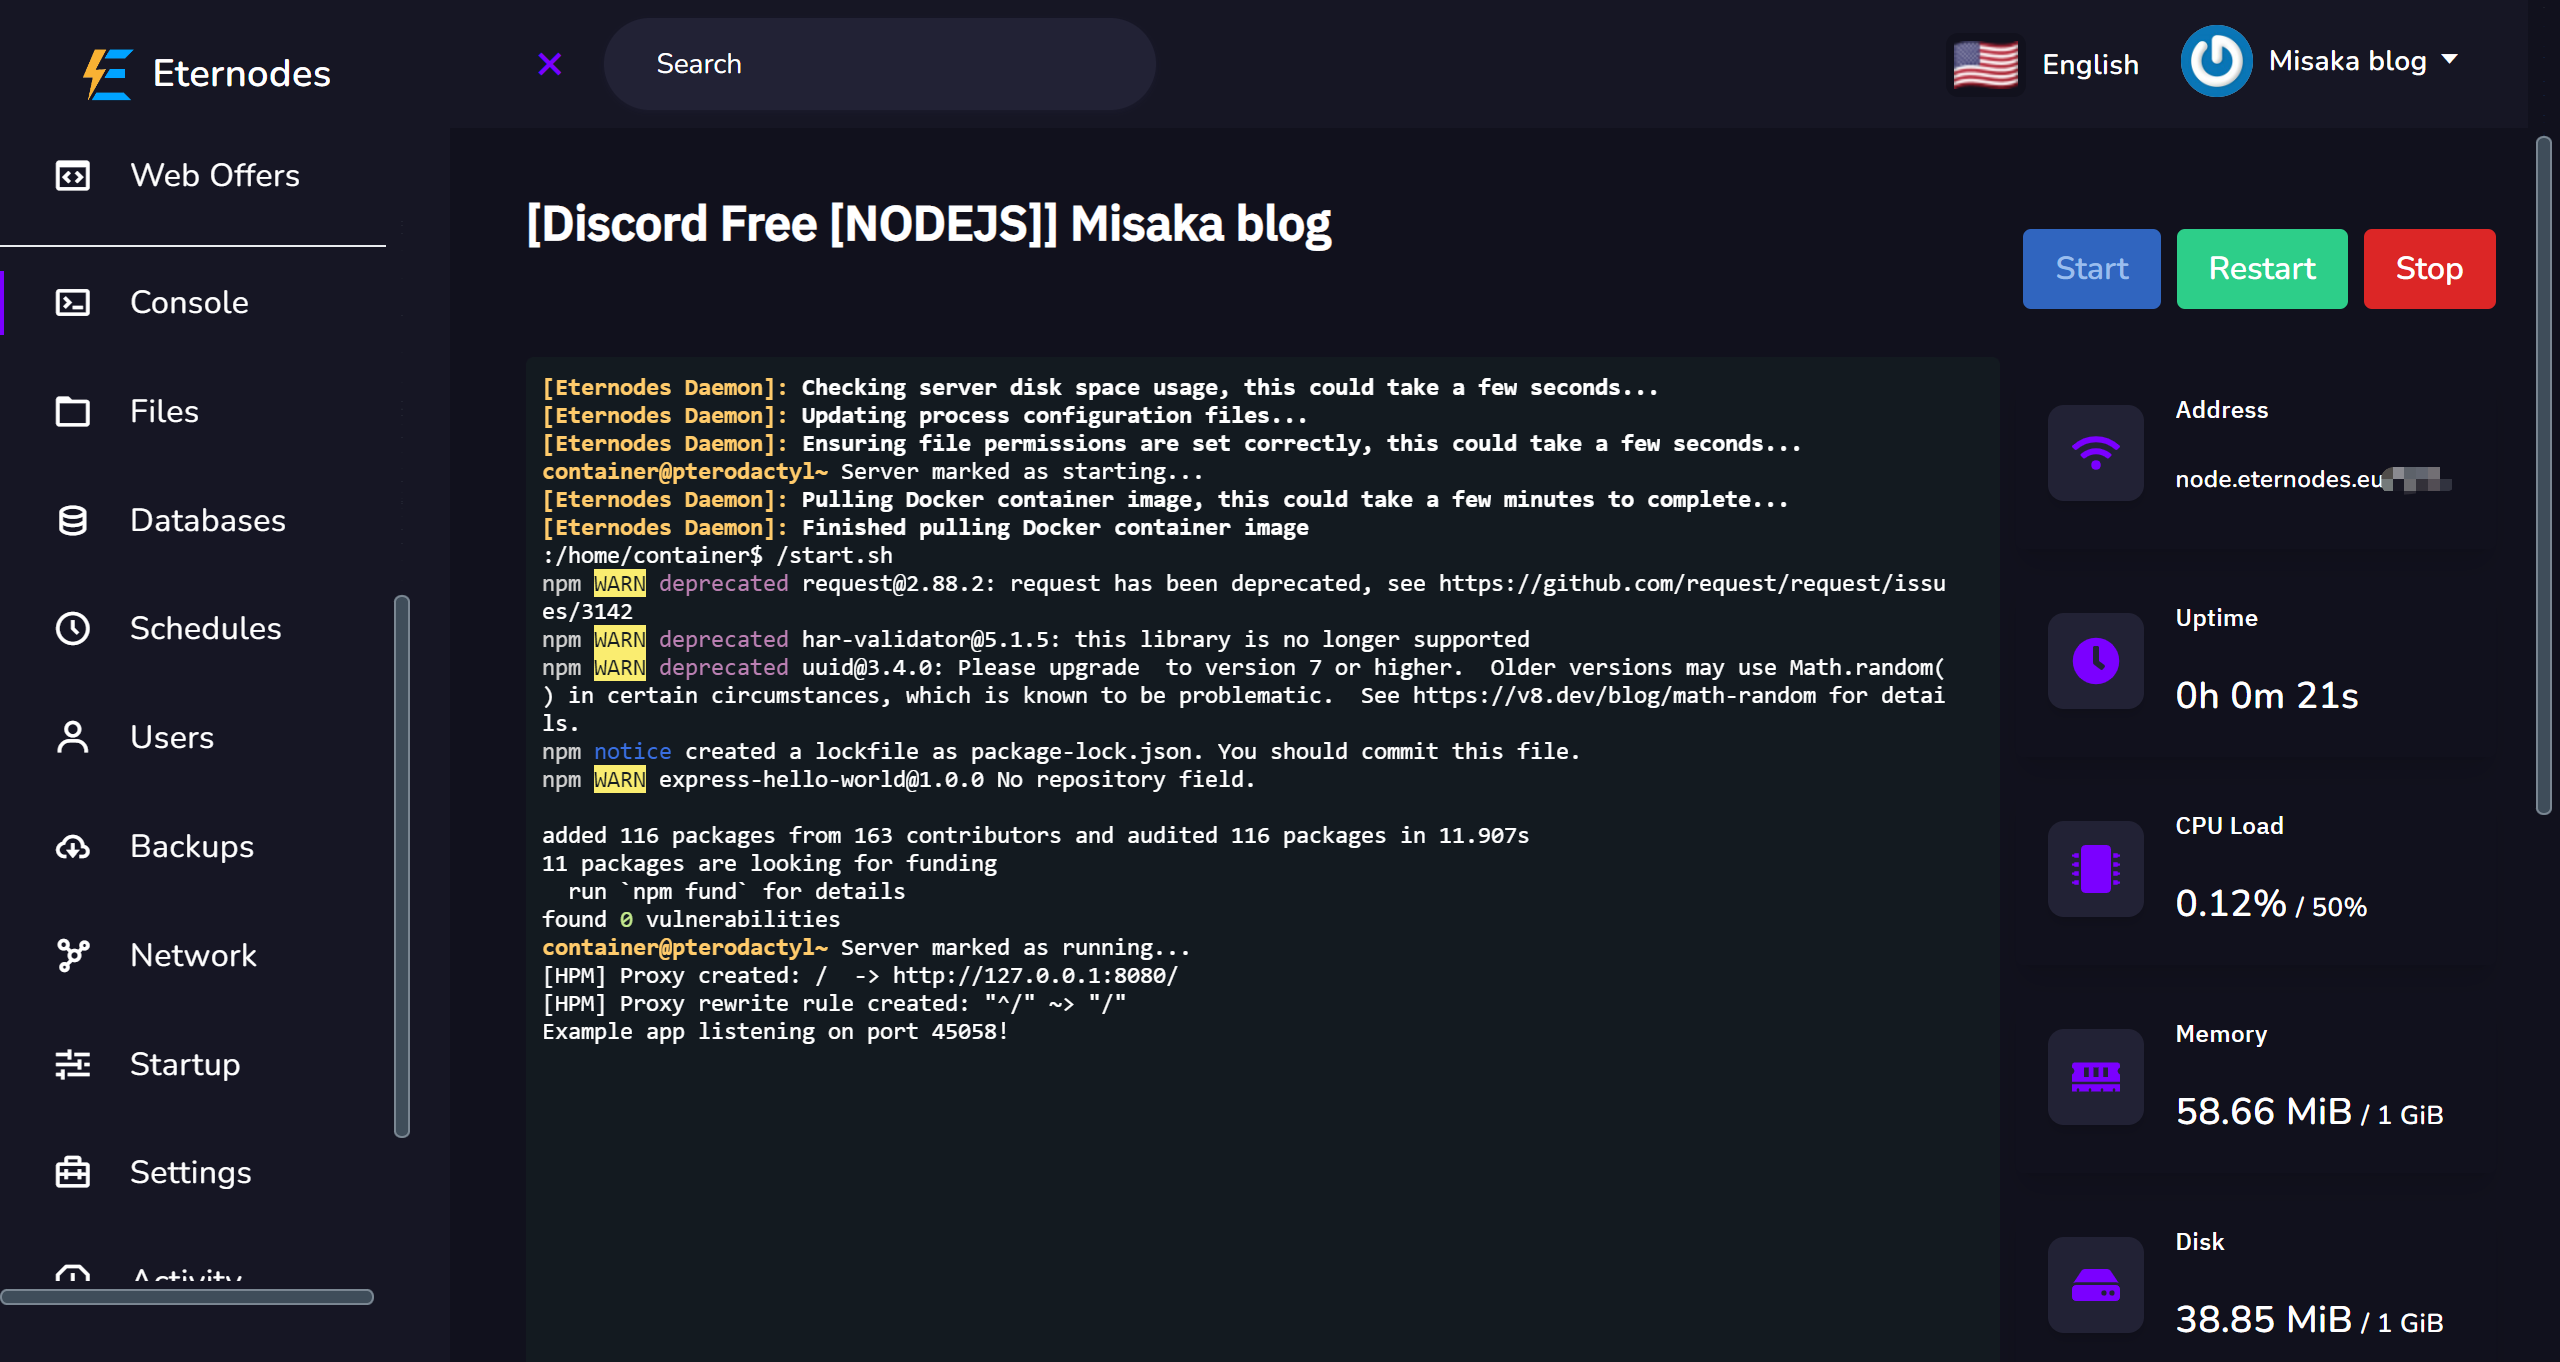 Eternodes
Search
English
Misaka blog
Web Offers
Console
Files
Databases
Schedules
Users
Backups
Network
Startup
Settings
Activity
[Discord Free [NODEJS]] Misaka blog
Start
Restart
Stop
[Eternodes Daemon]: Checking server disk space usage, this could take a few seconds...
[Eternodes Daemon]: Updating process configuration files...
[Eternodes Daemon]: Ensuring file permissions are set correctly, this could take a few seconds...
container@pterodactyl~ Server marked as starting...
[Eternodes Daemon]: Pulling Docker container image, this could take a few minutes to complete...
[Eternodes Daemon]: Finished pulling Docker container image
:/home/container$ /start.sh
npm WARN deprecated request@2.88.2: request has been deprecated, see https://github.com/request/request/issu
es/3142
npm WARN deprecated har-validator@5.1.5: this library is no longer supported
npm WARN deprecated uuid@3.4.0: Please upgrade  to version 7 or higher.  Older versions may use Math.random(
) in certain circumstances, which is known to be problematic.  See https://v8.dev/blog/math-random for detai
ls.
npm notice created a lockfile as package-lock.json. You should commit this file.
npm WARN express-hello-world@1.0.0 No repository field.
added 116 packages from 163 contributors and audited 116 packages in 11.907s
11 packages are looking for funding
  run `npm fund` for details
found 0 vulnerabilities
container@pterodactyl~ Server marked as running...
[HPM] Proxy created: /  -> http://127.0.0.1:8080/
[HPM] Proxy rewrite rule created: "^/" ~> "/"
Example app listening on port 45058!
Address
node.eternodes.eu
Uptime
0h 0m 21s
CPU Load
0.12% / 50%
Memory
58.66 MiB / 1 GiB
Disk
38.85 MiB / 1 GiB